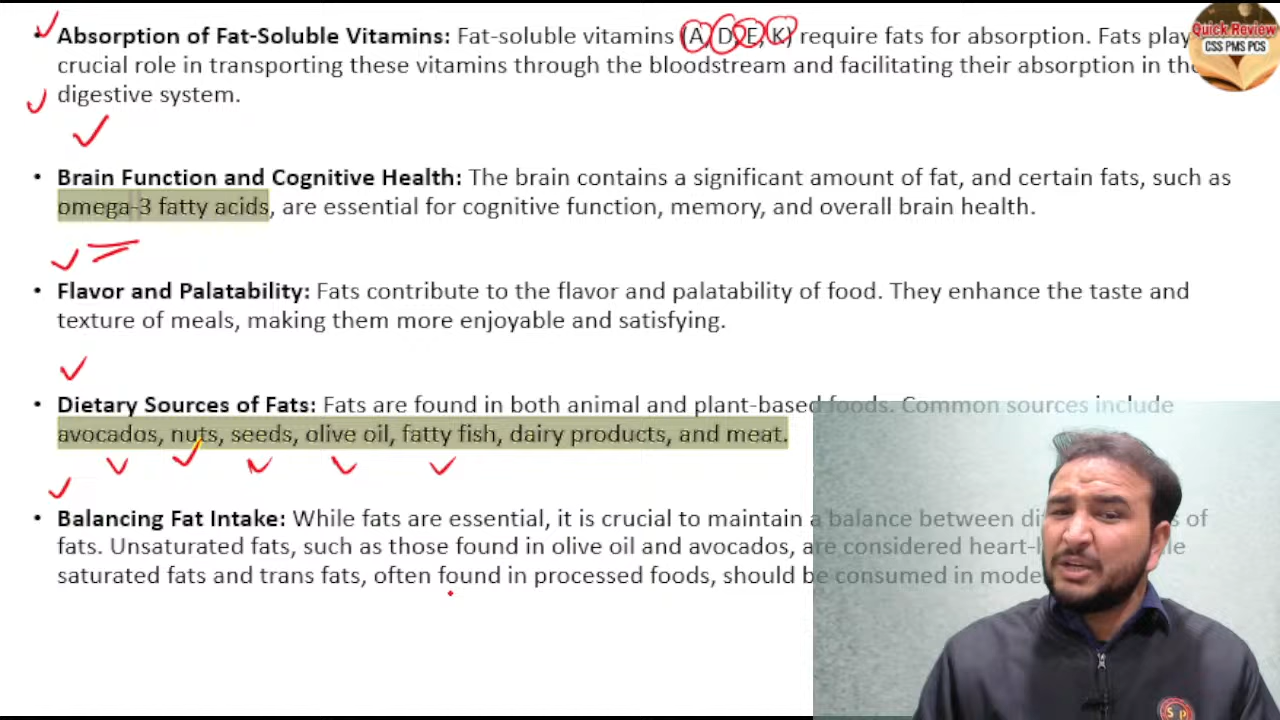 • Absorption of Fat-Soluble Vitamins: Fat-soluble vitamins (A, D, E, K) require fats for absorption. Fats play
crucial role in transporting these vitamins through the bloodstream and facilitating their absorption in the
digestive system.
• Brain Function and Cognitive Health: The brain contains a significant amount of fat, and certain fats, such as
omega-3 fatty acids, are essential for cognitive function, memory, and overall brain health.
• Flavor and Palatability: Fats contribute to the flavor and palatability of food. They enhance the taste and
texture of meals, making them more enjoyable and satisfying.
• Dietary Sources of Fats: Fats are found in both animal and plant-based foods. Common sources include
avocados, nuts, seeds, olive oil, fatty fish, dairy products, and meat.
• Balancing Fat Intake: While fats are essential, it is crucial to maintain a balance between of
fats. Unsaturated fats, such as those found in olive oil and avocados, are considered
saturated fats and trans fats, often found in processed foods, should be consumed in
Quick Review
CSS PMS PCS
S P